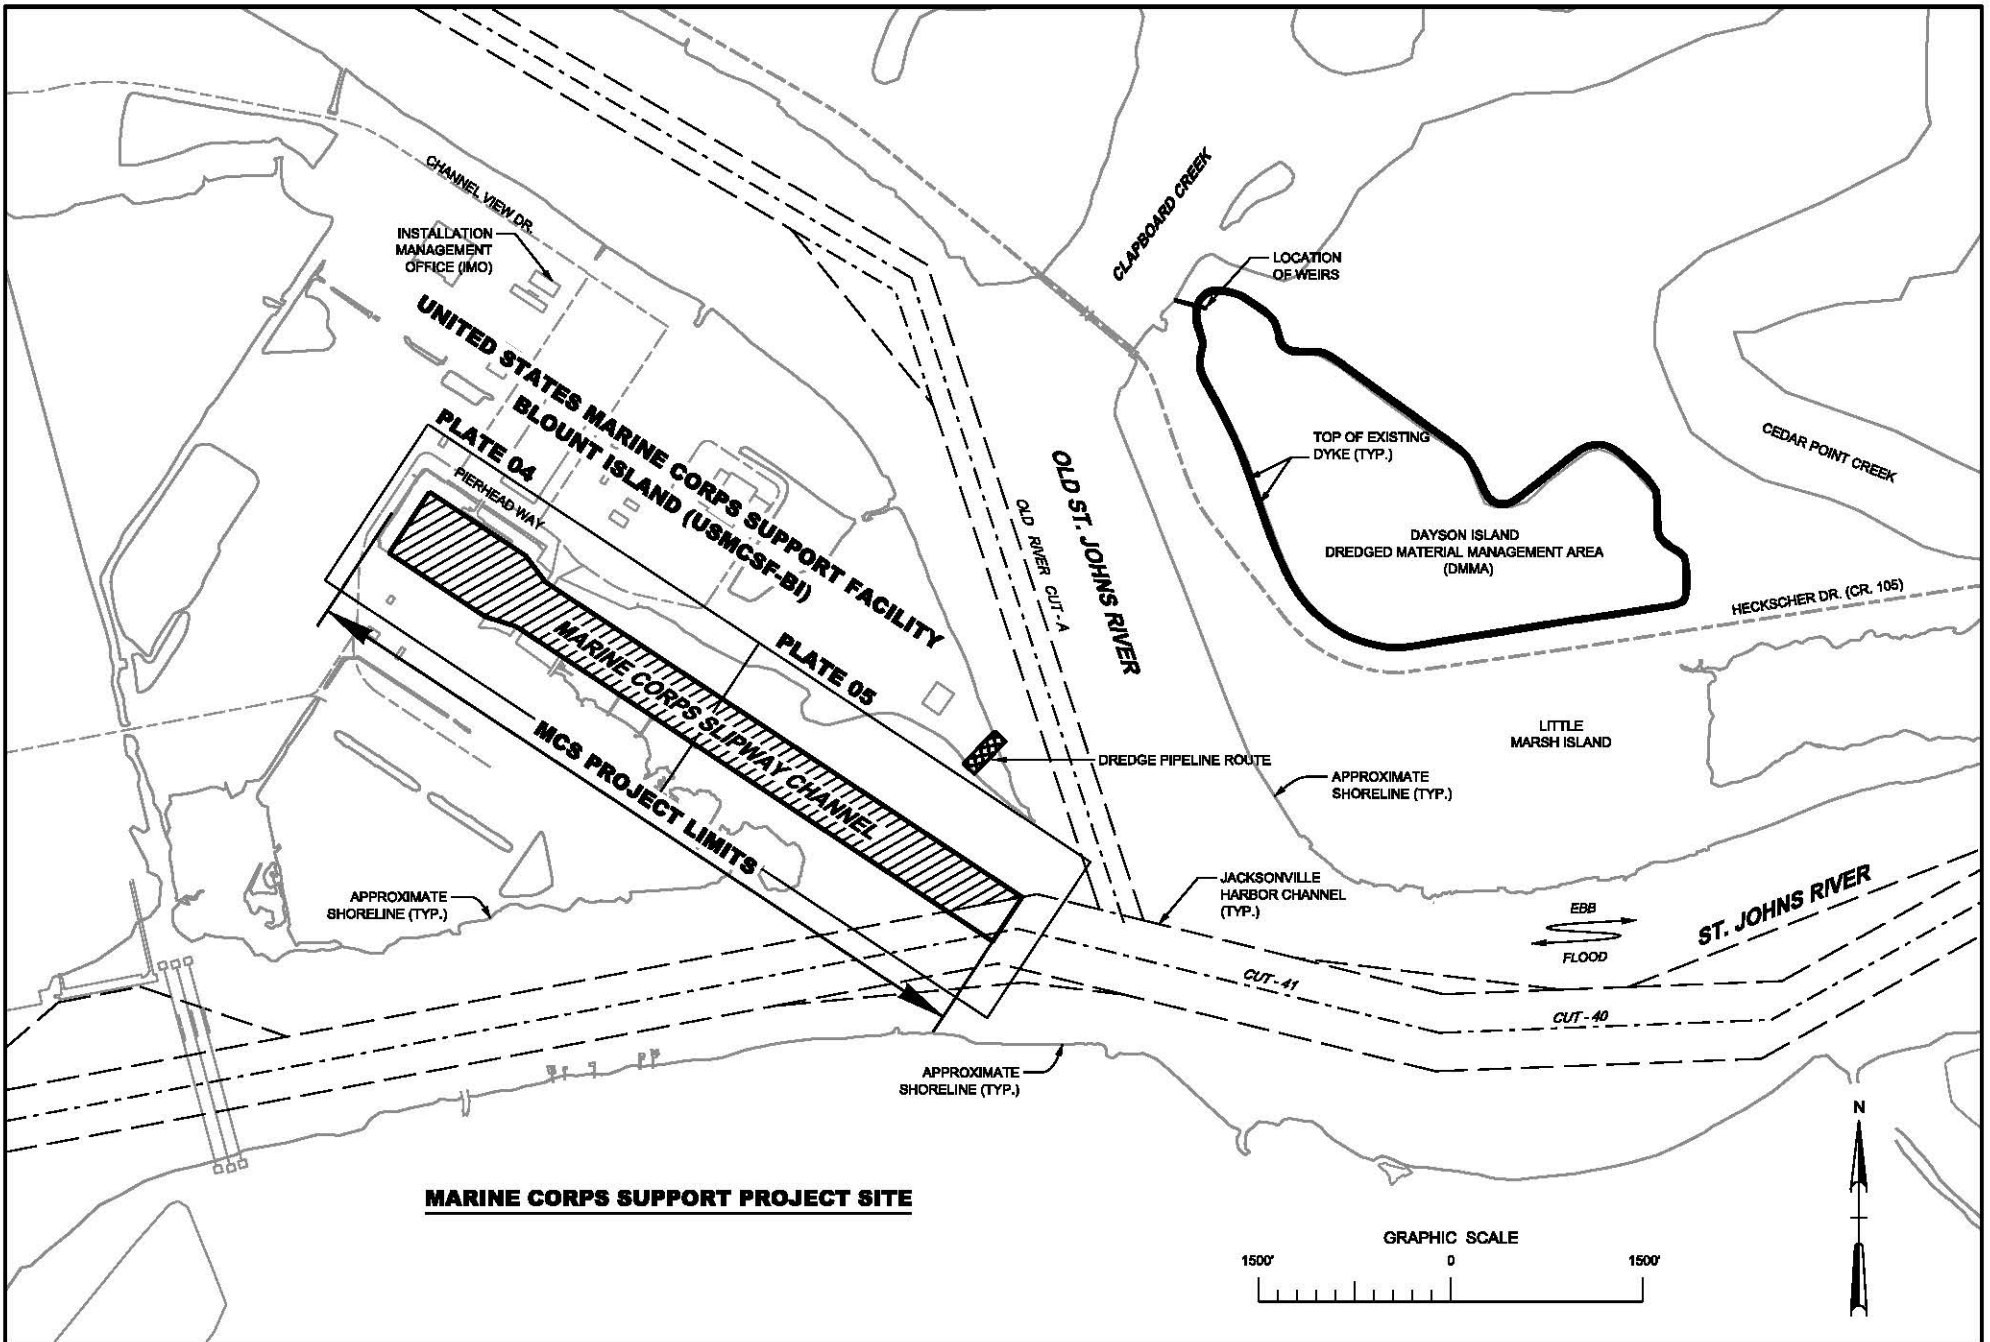 CHANNEL VIEW DR.
INSTALLATION
MANAGEMENT
OFFICE (IMO)
UNITED STATES MARINE CORPS SUPPORT FACILITY
BLOUNT ISLAND (USMCSF-BI)
PLATE 04
PIERHEAD WAY
PLATE 05
MARINE CORPS SLIPWAY CHANNEL
MCS PROJECT LIMITS
APPROXIMATE
SHORELINE (TYP.)
CLAPBOARD CREEK
LOCATION
OF WEIRS
TOP OF EXISTING
DYKE (TYP.)
DAYSON ISLAND
DREDGED MATERIAL MANAGEMENT AREA
(DMMA)
CEDAR POINT CREEK
HECKSCHER DR. (CR. 105)
OLD ST. JOHNS RIVER
OLD RIVER CUT-A
LITTLE
MARSH ISLAND
DREDGE PIPELINE ROUTE
APPROXIMATE
SHORELINE (TYP.)
JACKSONVILLE
HARBOR CHANNEL
(TYP.)
EBB
FLOOD
ST. JOHNS RIVER
CUT-41
CUT-40
APPROXIMATE
SHORELINE (TYP.)
N
MARINE CORPS SUPPORT PROJECT SITE
GRAPHIC SCALE
1500' 0 1500'